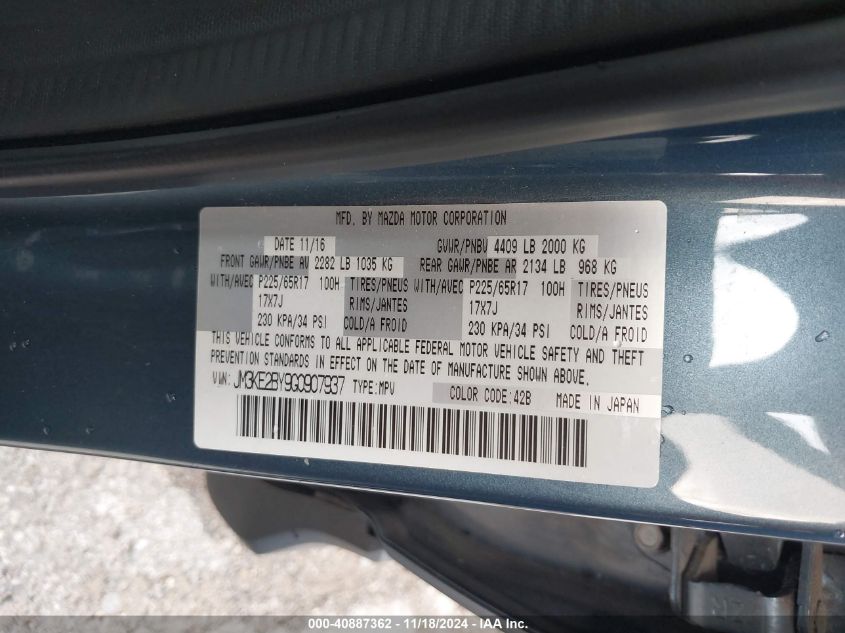 MFD. BY MAZDA MOTOR CORPORATION
DATE 11/16 GVWR/PNBV 4409 LB 2000 KG
FRONT GAWR/PNBE AV 2282 LB 1035 KG REAR GAWR/PNBE AR 2134 LB 968 KG
WITH/AVEC P225/65R17 100H TIRES/PNEUS WITH/AVEC P225/65R17 100H TIRES/PNEUS
17X7J RIMS/JANTES 17X7J RIMS/JANTES
230 KPA/34 PSI COLD/A FROID 230 KPA/34 PSI COLD/A FROID
THIS VEHICLE CONFORMS TO ALL APPLICABLE FEDERAL MOTOR VEHICLE SAFETY AND THEFT
PREVENTION STANDARDS IN EFFECT ON THE DATE OF MANUFACTURE SHOWN ABOVE.
VIN: JM3KE2BY9G0907937 TYPE:MPV COLOR CODE:42B MADE IN JAPAN
000-40887362 - 11/18/2024 - IAA Inc.